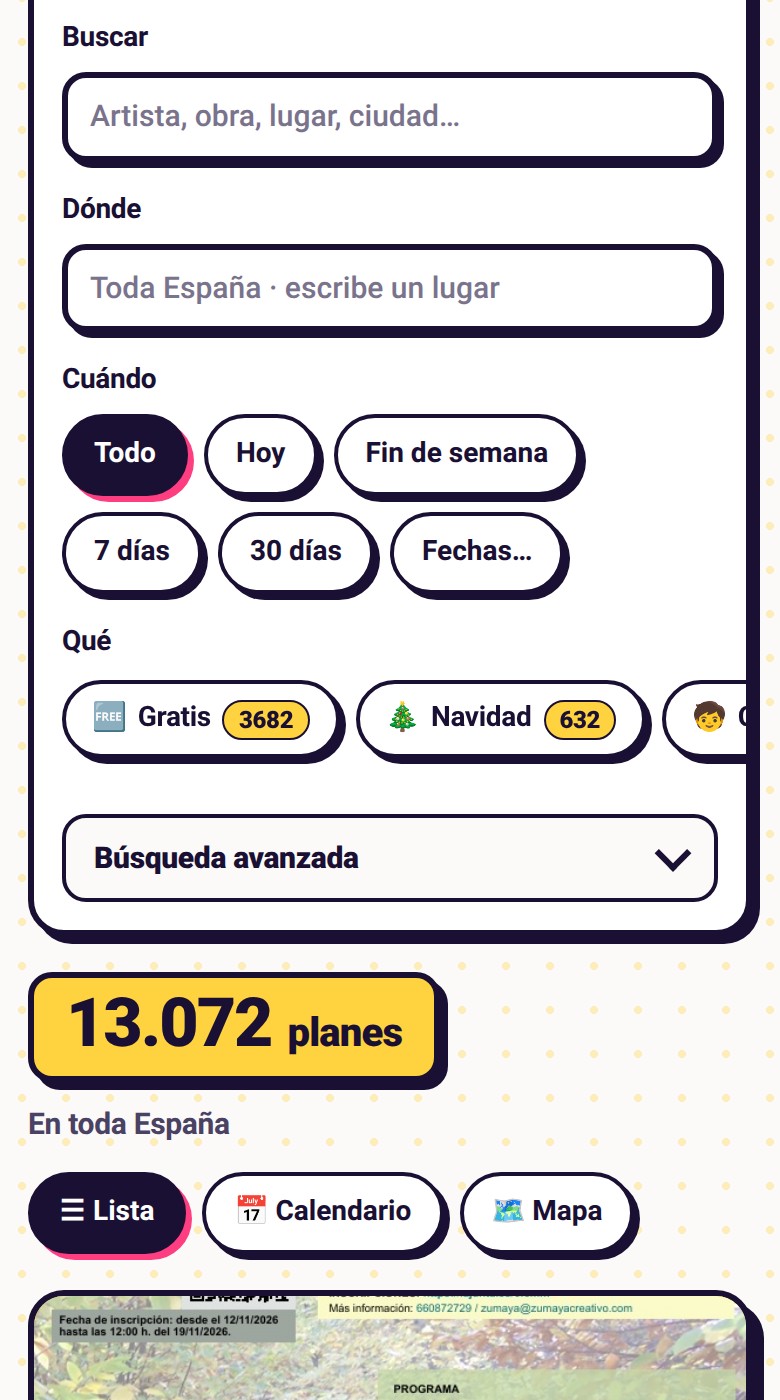 Buscar
Artista, obra, lugar, ciudad…
Dónde
Toda España · escribe un lugar
Cuándo
Todo
Hoy
Fin de semana
7 días
30 días
Fechas…
Qué
FREE Gratis 3682
Navidad 632
Búsqueda avanzada
13.072 planes
En toda España
☰ Lista
July 17 Calendario
Mapa
Más información: 660872729 / zumaya@zumayacreativo.com
Fecha de inscripción: desde el 12/11/2026
hasta las 12:00 h. del 19/11/2026.
PROGRAMA